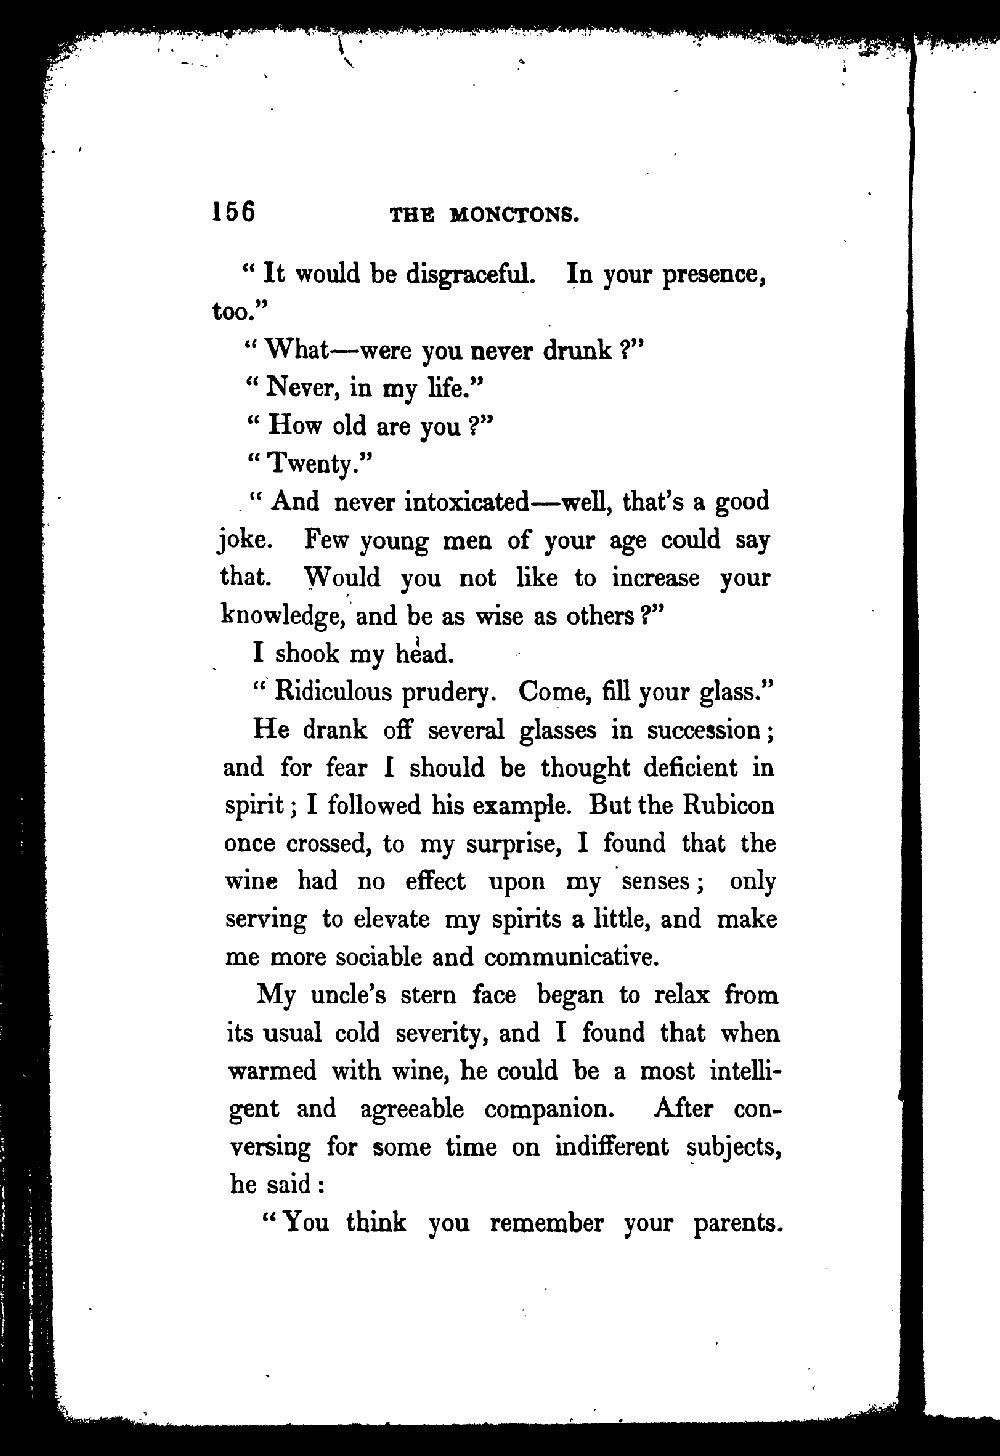 156 THE MONCTONS.
“ It would be disgraceful. In your presence,
too.”
“ What—were you never drunk ?”
“ Never, in my life.”
“ How old are you ?”
“ Twenty.”
“ And never intoxicated—well, that’s a good
joke. Few young men of your age could say
that. Would you not like to increase your
knowledge, and be as wise as others ?”
I shook my head.
“ Ridiculous prudery. Come, fill your glass.”
He drank off several glasses in succession ;
and for fear I should be thought deficient in
spirit ; I followed his example. But the Rubicon
once crossed, to my surprise, I found that the
wine had no effect upon my senses ; only
serving to elevate my spirits a little, and make
me more sociable and communicative.
My uncle’s stern face began to relax from
its usual cold severity, and I found that when
warmed with wine, he could be a most intelli-
gent and agreeable companion. After con-
versing for some time on indifferent subjects,
he said :
“ You think you remember your parents.